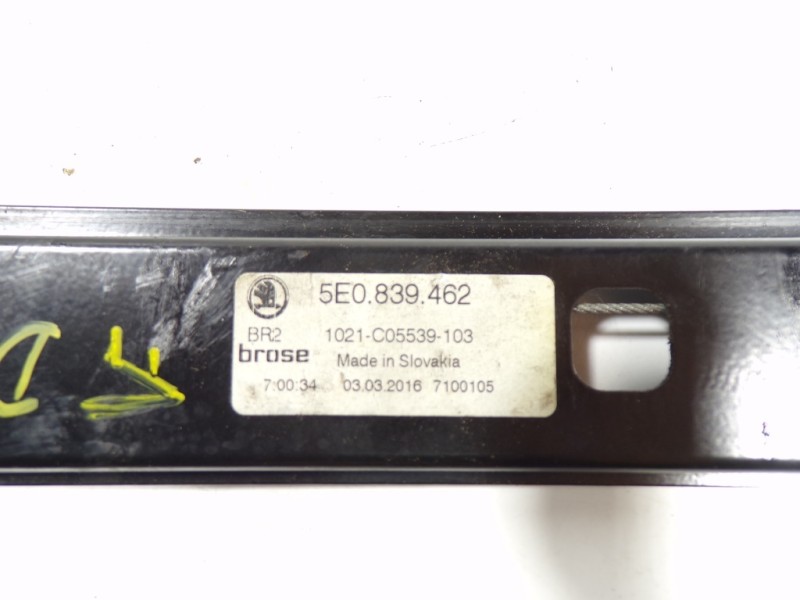 5E0.839.462
BR2 1021-C05539-103
brose Made in Slovakia
7:00:34 03.03.2016 7100105